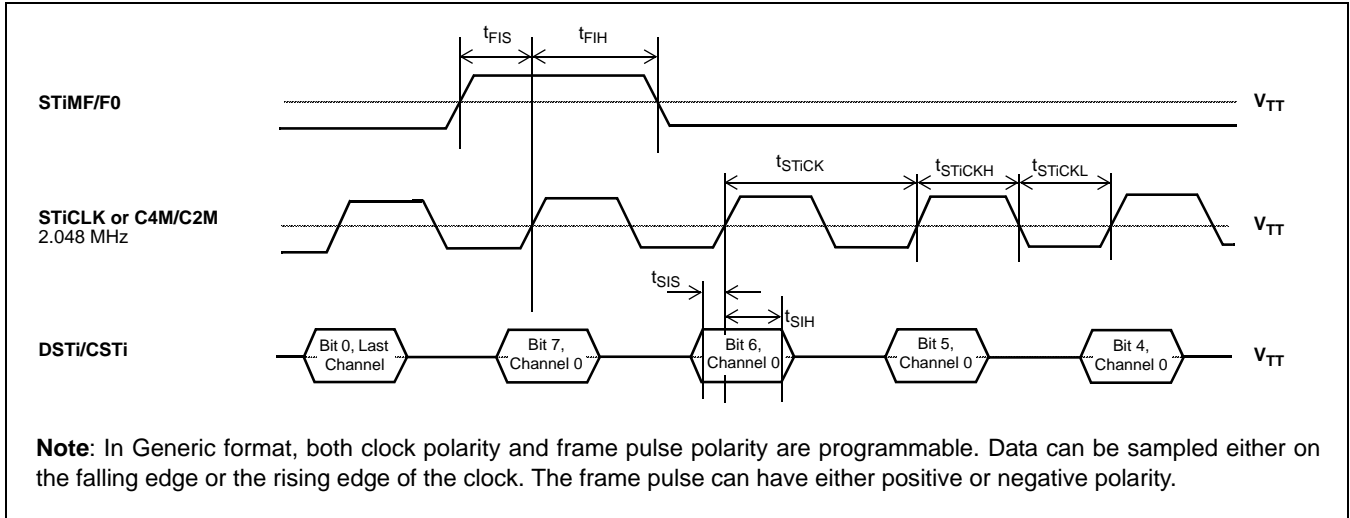 tFIS
tFIH
STiMF/F0
VTT
tSTiCK
tSTiCKH
tSTiCKL
STiCLK or C4M/C2M
2.048 MHz
VTT
tSIS
tSIH
DSTi/CSTi
Bit 0, Last
Channel
Bit 7,
Channel 0
Bit 6,
Channel 0
Bit 5,
Channel 0
Bit 4,
Channel 0
VTT
Note: In Generic format, both clock polarity and frame pulse polarity are programmable. Data can be sampled either on
the falling edge or the rising edge of the clock. The frame pulse can have either positive or negative polarity.